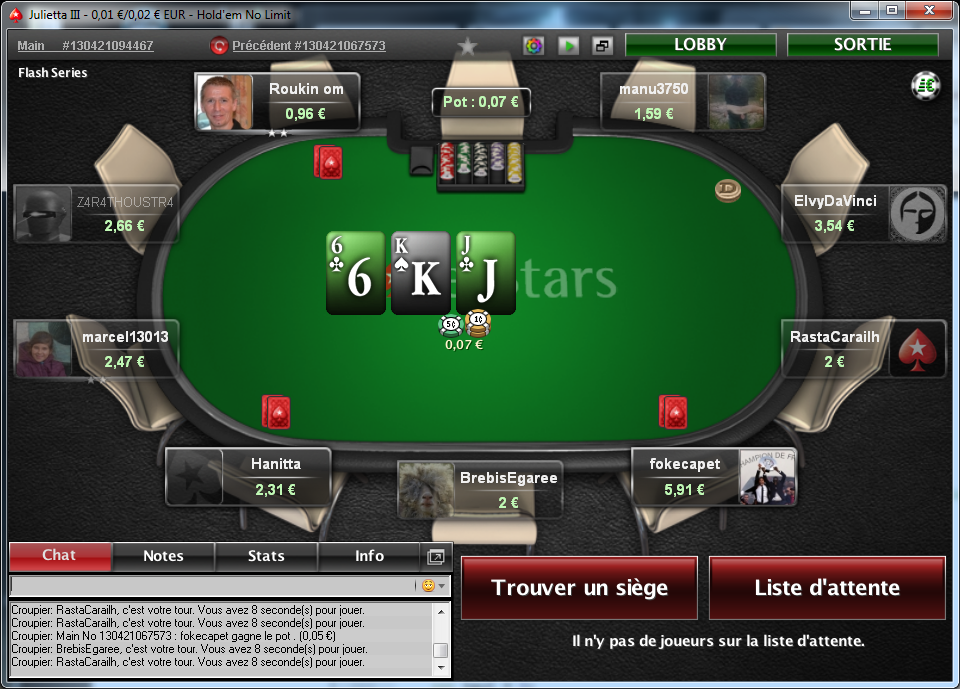 Julietta III - 0,01 €/0,02 € EUR - Hold'em No Limit
Main #130421094467
Précédent #130421067573
LOBBY
SORTIE
Flash Series
Roukin om
0,96 €
Pot : 0,07 €
manu3750
1,59 €
Z4R4THOUSTR4
2,66 €
D
ElvyDaVinci
3,54 €
6 6
K K
J J
Stars
5¢ 1¢
0,07 €
marcel13013
2,47 €
RastaCarailh
2 €
Hanitta
2,31 €
BrebisEgaree
2 €
fokecapet
5,91 €
Chat
Notes
Stats
Info
Croupier: RastaCarailh, c'est votre tour. Vous avez 8 seconde(s) pour jouer.
Croupier: RastaCarailh, c'est votre tour. Vous avez 8 seconde(s) pour jouer.
Croupier: Main No 130421067573 : fokecapet gagne le pot . (0,05 €)
Croupier: BrebisEgaree, c'est votre tour. Vous avez 8 seconde(s) pour jouer.
Croupier: RastaCarailh, c'est votre tour. Vous avez 8 seconde(s) pour jouer.
Trouver un siège
Liste d'attente
Il n'y pas de joueurs sur la liste d'attente.